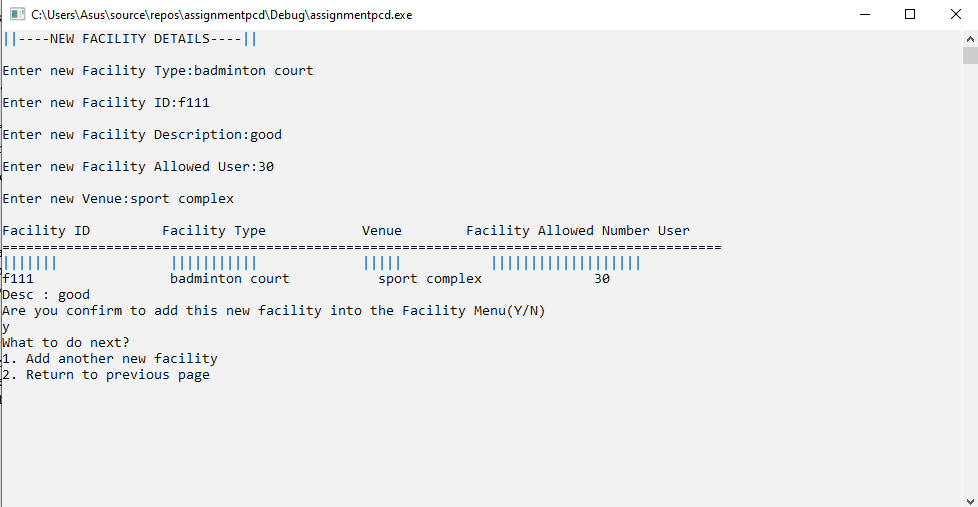 C:\Users\Asus\source\repos\assignmentpcd\Debug\assignmentpcd.exe
||----NEW FACILITY DETAILS----||
Enter new Facility Type:badminton court
Enter new Facility ID:f111
Enter new Facility Description:good
Enter new Facility Allowed User:30
Enter new Venue:sport complex
Facility ID         Facility Type            Venue        Facility Allowed Number User
==========================================================================================
|||||||              |||||||||||             |||||           |||||||||||||||||||
f111                 badminton court           sport complex              30
Desc : good
Are you confirm to add this new facility into the Facility Menu(Y/N)
y
What to do next?
1. Add another new facility
2. Return to previous page